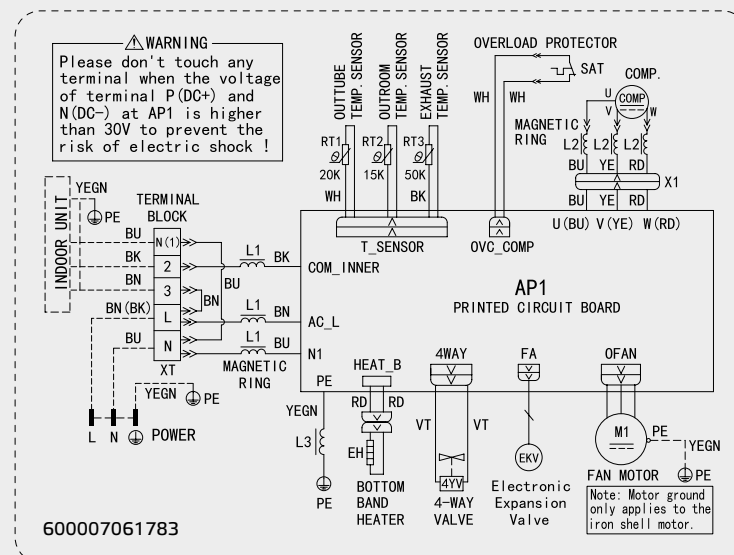 WARNING
Please don't touch any
terminal when the voltage
of terminal P(DC+) and
N(DC-) at AP1 is higher
than 30V to prevent the
risk of electric shock !
OUTTUBE
TEMP. SENSOR
OUTROOM
TEMP. SENSOR
EXHAUST
TEMP. SENSOR
RT1
RT2
RT3
20K
15K
50K
WH
BK
T_SENSOR
OVERLOAD PROTECTOR
SAT
WH
WH
OVC_COMP
COMP.
COMP
U
V
W
MAGNETIC
RING
L2
L2
L2
BU
YE
RD
X1
U(BU)
V(YE)
W(RD)
INDOOR UNIT
YEGN
PE
TERMINAL
BLOCK
BU
N(1)
BK
2
BN
3
BN(BK)
L
BU
N
XT
BN
BU
L1
BK
COM_INNER
L1
BN
AC_L
L1
BU
N1
MAGNETIC
RING
YEGN
PE
L
N
POWER
AP1
PRINTED CIRCUIT BOARD
PE
YEGN
L3
PE
HEAT_B
RD
RD
EH
BOTTOM
BAND
HEATER
4WAY
VT
VT
4YV
4-WAY
VALVE
FA
EKV
Electronic
Expansion
Valve
OFAN
M1
PE
YEGN
PE
FAN MOTOR
Note: Motor ground
only applies to the
iron shell motor.
600007061783